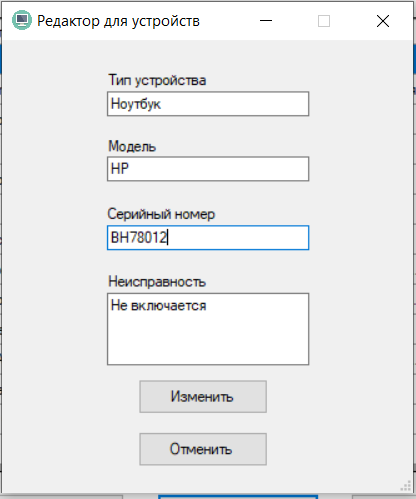 Редактор для устройств
Тип устройства
Ноутбук
Модель
HP
Серийный номер
BH78012
Неисправность
Не включается
Изменить
Отменить